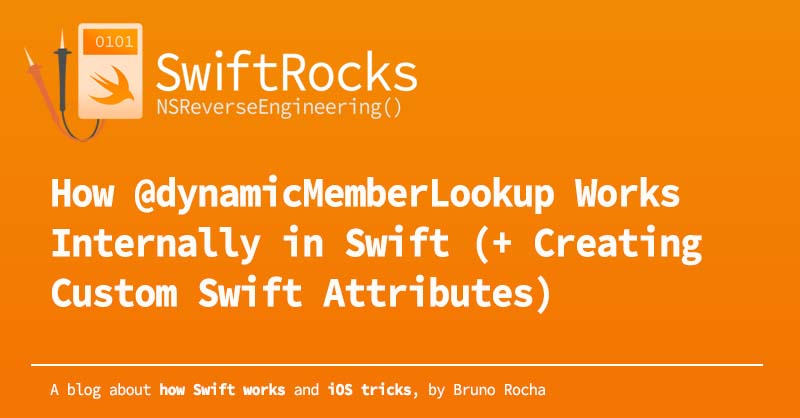 0101
SwiftRocks
NSReverseEngineering()
How @dynamicMemberLookup Works
Internally in Swift (+ Creating
Custom Swift Attributes)
A blog about how Swift works and iOS tricks, by Bruno Rocha